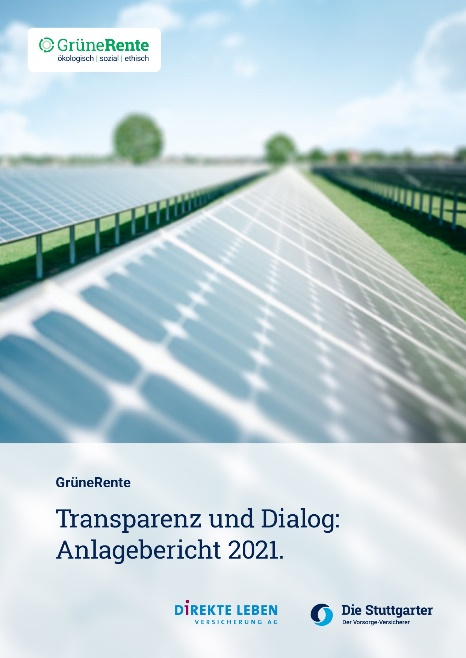 GrüneRente
ökologisch | sozial | ethisch
GrüneRente
Transparenz und Dialog:
Anlagebericht 2021.
DIREKTE LEBEN
VERSICHERUNG AG
Die Stuttgarter
Der Vorsorge-Versicherer